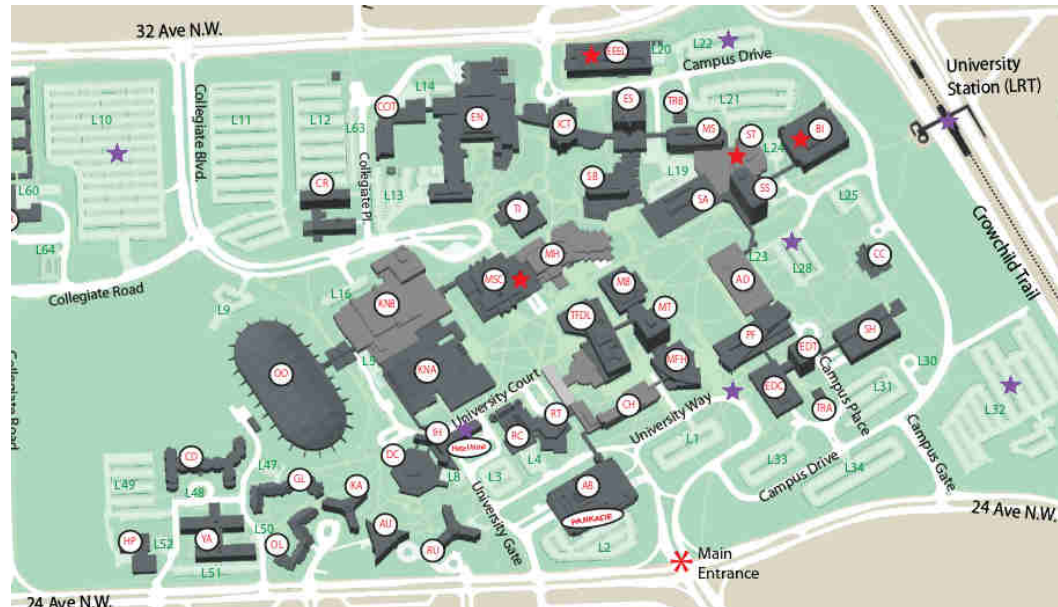 32 Ave N.W.
L20
L22
Campus Drive
EEEL
University
Station (LRT)
L14
CCIT
L10
L11
L12
L63
EN
ICT
ES
TRB
L21
MS
ST
BI
L24
Collegiate Blvd.
Collegiate Pl.
CR
L13
SB
L19
SA
SS
L25
L60
TI
L64
MSC
MH
L23
L28
CC
Crowchild Trail
Collegiate Road
L16
KNB
L9
MB
AD
TFDL
MT
PF
EDT
SH
OO
KNA
MFH
EDC
L30
L31
L32
University Court
CH
TRA
Campus Place
University Way
IH
RT
RC
Hotel Alma
DC
L1
L4
L3
L8
L33
L34
Campus Drive
Campus Gate
CD
L47
L49
L48
GL
KA
AB
PARKADE
24 Ave N.W.
University Gate
HP
L52
YA
L50
OL
AU
RU
L2
L51
Main
Entrance
24 Ave N.W.